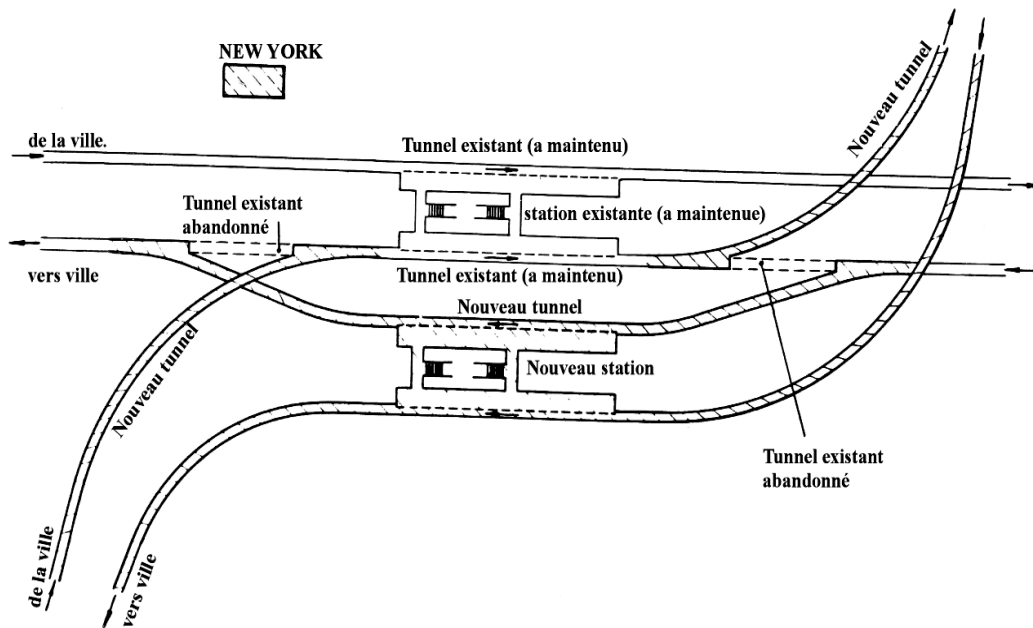 NEW YORK
de la ville.
Tunnel existant (a maintenu)
Nouveau tunnel
Tunnel existant
abandonné
station existante (a maintenue)
vers ville
Tunnel existant (a maintenu)
Nouveau tunnel
Nouveau tunnel
Nouveau station
Tunnel existant
abandonné
de la ville
vers ville